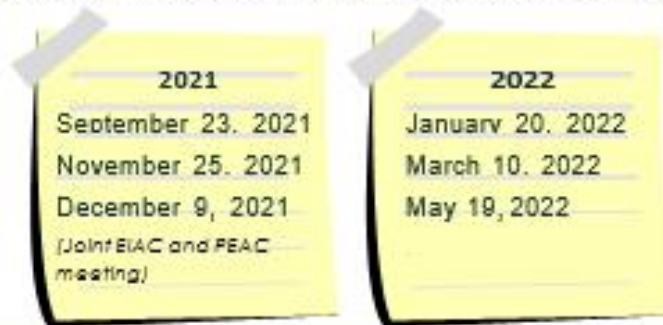 2021
September 23, 2021
November 25, 2021
December 9, 2021
(Joint EIAC and PEAC
meeting)
2022
January 20, 2022
March 10, 2022
May 19, 2022